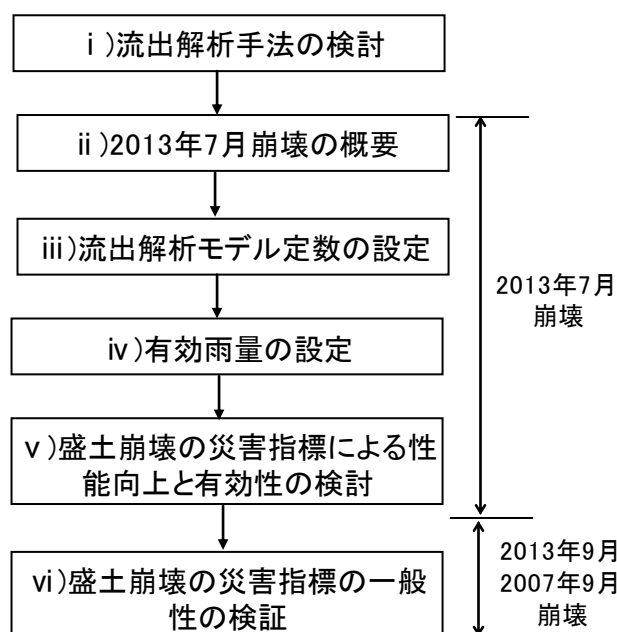 ⅰ)流出解析手法の検討
ⅱ)2013年7月崩壊の概要
ⅲ)流出解析モデル定数の設定
ⅳ)有効雨量の設定
ⅴ)盛土崩壊の災害指標による性
能向上と有効性の検討
ⅵ)盛土崩壊の災害指標の一般
性の検証
2013年7月
崩壊
2013年9月
2007年9月
崩壊